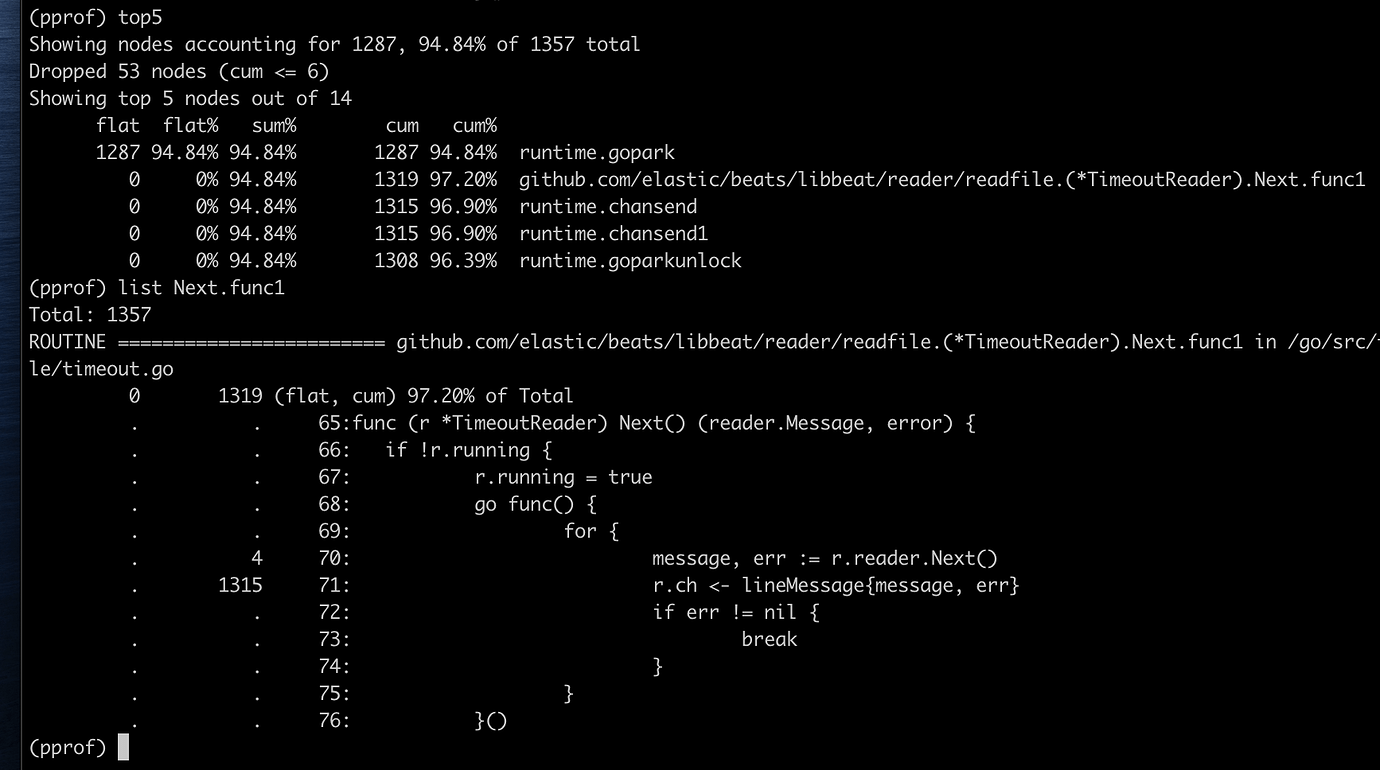 (pprof) top5
Showing nodes accounting for 1287, 94.84% of 1357 total
Dropped 53 nodes (cum <= 6)
Showing top 5 nodes out of 14
      flat  flat%   sum%        cum   cum%
      1287 94.84% 94.84%       1287 94.84%  runtime.gopark
         0     0% 94.84%       1319 97.20%  github.com/elastic/beats/libbeat/reader/readfile.(*TimeoutReader).Next.func1
         0     0% 94.84%       1315 96.90%  runtime.chansend
         0     0% 94.84%       1315 96.90%  runtime.chansend1
         0     0% 94.84%       1308 96.39%  runtime.goparkunlock
(pprof) list Next.func1
Total: 1357
ROUTINE ======================== github.com/elastic/beats/libbeat/reader/readfile.(*TimeoutReader).Next.func1 in /go/src/
le/timeout.go
         0       1319 (flat, cum) 97.20% of Total
         .          .     65:func (r *TimeoutReader) Next() (reader.Message, error) {
         .          .     66:   if !r.running {
         .          .     67:           r.running = true
         .          .     68:           go func() {
         .          .     69:                   for {
         .          4     70:                           message, err := r.reader.Next()
         .       1315     71:                           r.ch <- lineMessage{message, err}
         .          .     72:                           if err != nil {
         .          .     73:                                   break
         .          .     74:                           }
         .          .     75:                   }
         .          .     76:           }()
(pprof)